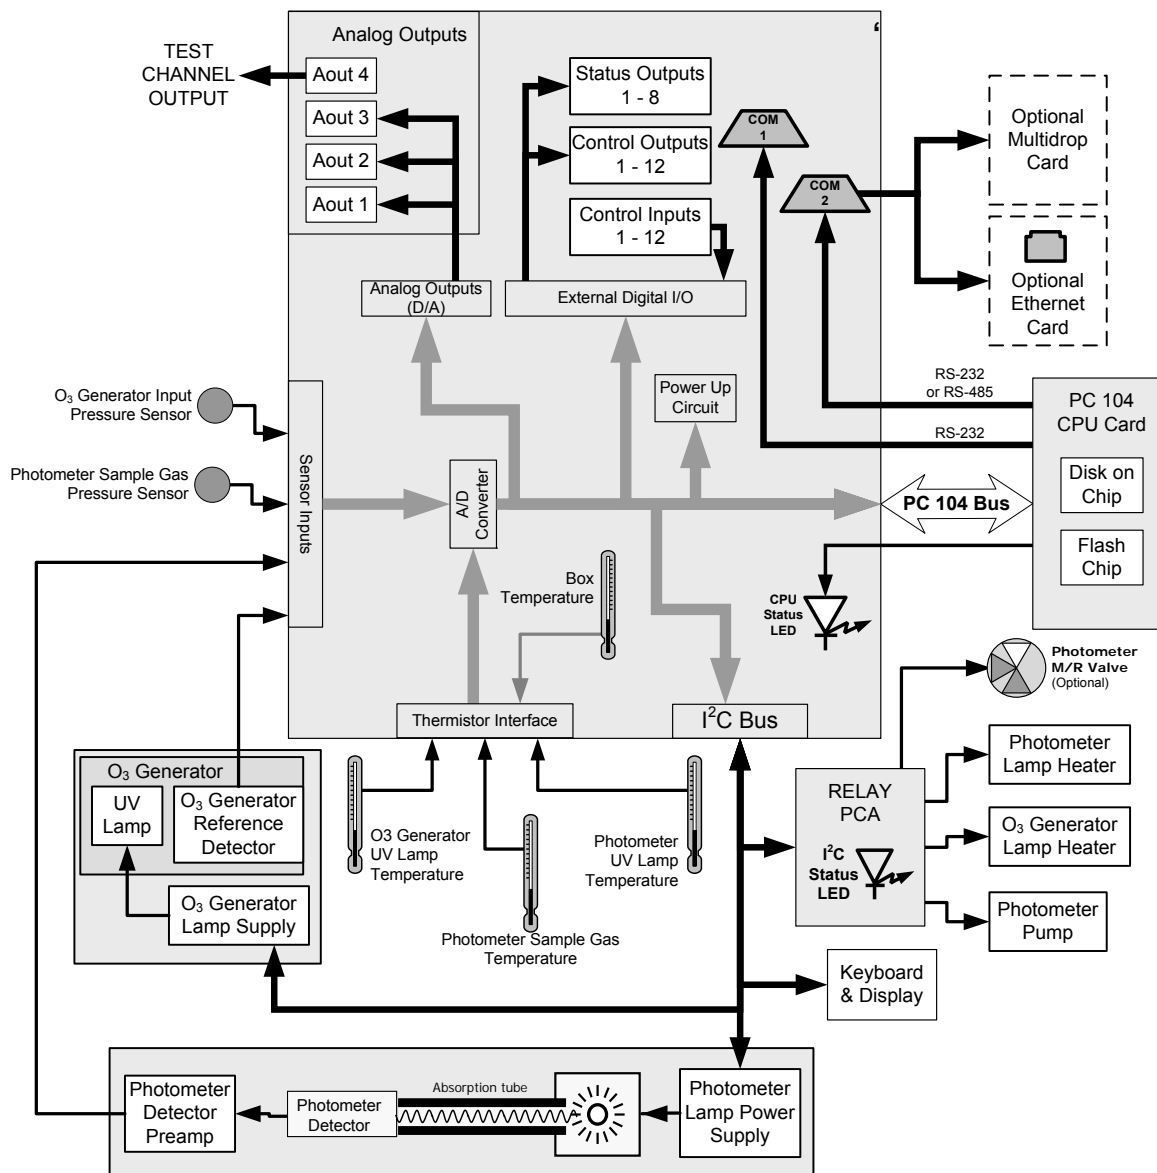 Analog Outputs
‘
TEST
CHANNEL
OUTPUT
Aout 4
Aout 3
Aout 2
Aout 1
Status Outputs
1 - 8
Control Outputs
1 - 12
Control Inputs
1 - 12
COM
1
COM
2
Optional
Multidrop
Card
Optional
Ethernet
Card
Analog Outputs
(D/A)
External Digital I/O
O3 Generator Input
Pressure Sensor
Photometer Sample Gas
Pressure Sensor
Sensor Inputs
A/D
Converter
Power Up
Circuit
RS-232
or RS-485
RS-232
PC 104
CPU Card
Disk on
Chip
Flash
Chip
PC 104 Bus
Box
Temperature
CPU
Status
LED
Thermistor Interface
I2C Bus
Photometer
M/R Valve
(Optional)
O3 Generator
UV
Lamp
O3 Generator
Reference
Detector
O3 Generator
Lamp Supply
O3 Generator
UV Lamp
Temperature
Photometer Sample Gas
Temperature
Photometer
UV Lamp
Temperature
RELAY
PCA
I2C
Status
LED
Photometer
Lamp Heater
O3 Generator
Lamp Heater
Photometer
Pump
Keyboard
& Display
Photometer
Detector
Preamp
Photometer
Detector
Absorption tube
Photometer
Lamp Power
Supply